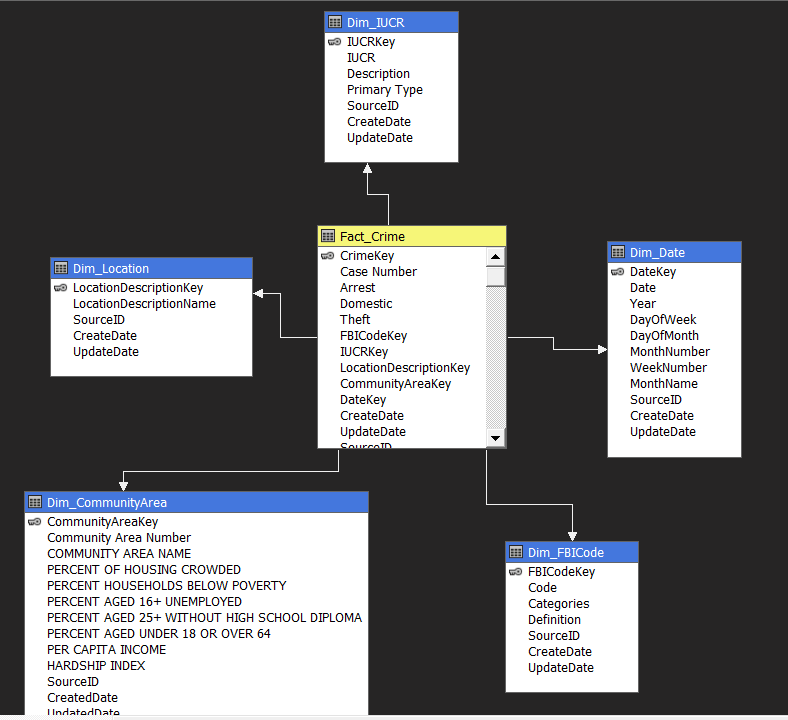 Dim_IUCR
IUCRKey
IUCR
Description
Primary Type
SourceID
CreateDate
UpdateDate
Fact_Crime
CrimeKey
Case Number
Arrest
Domestic
Theft
FBICodeKey
IUCRKey
LocationDescriptionKey
CommunityAreaKey
DateKey
CreateDate
UpdateDate
SourceID
Dim_Location
LocationDescriptionKey
LocationDescriptionName
SourceID
CreateDate
UpdateDate
Dim_Date
DateKey
Date
Year
DayOfWeek
DayOfMonth
MonthNumber
WeekNumber
MonthName
SourceID
CreateDate
UpdateDate
Dim_CommunityArea
CommunityAreaKey
Community Area Number
COMMUNITY AREA NAME
PERCENT OF HOUSING CROWDED
PERCENT HOUSEHOLDS BELOW POVERTY
PERCENT AGED 16+ UNEMPLOYED
PERCENT AGED 25+ WITHOUT HIGH SCHOOL DIPLOMA
PERCENT AGED UNDER 18 OR OVER 64
PER CAPITA INCOME
HARDSHIP INDEX
SourceID
CreatedDate
UpdatedDate
Dim_FBICode
FBICodeKey
Code
Categories
Definition
SourceID
CreateDate
UpdateDate